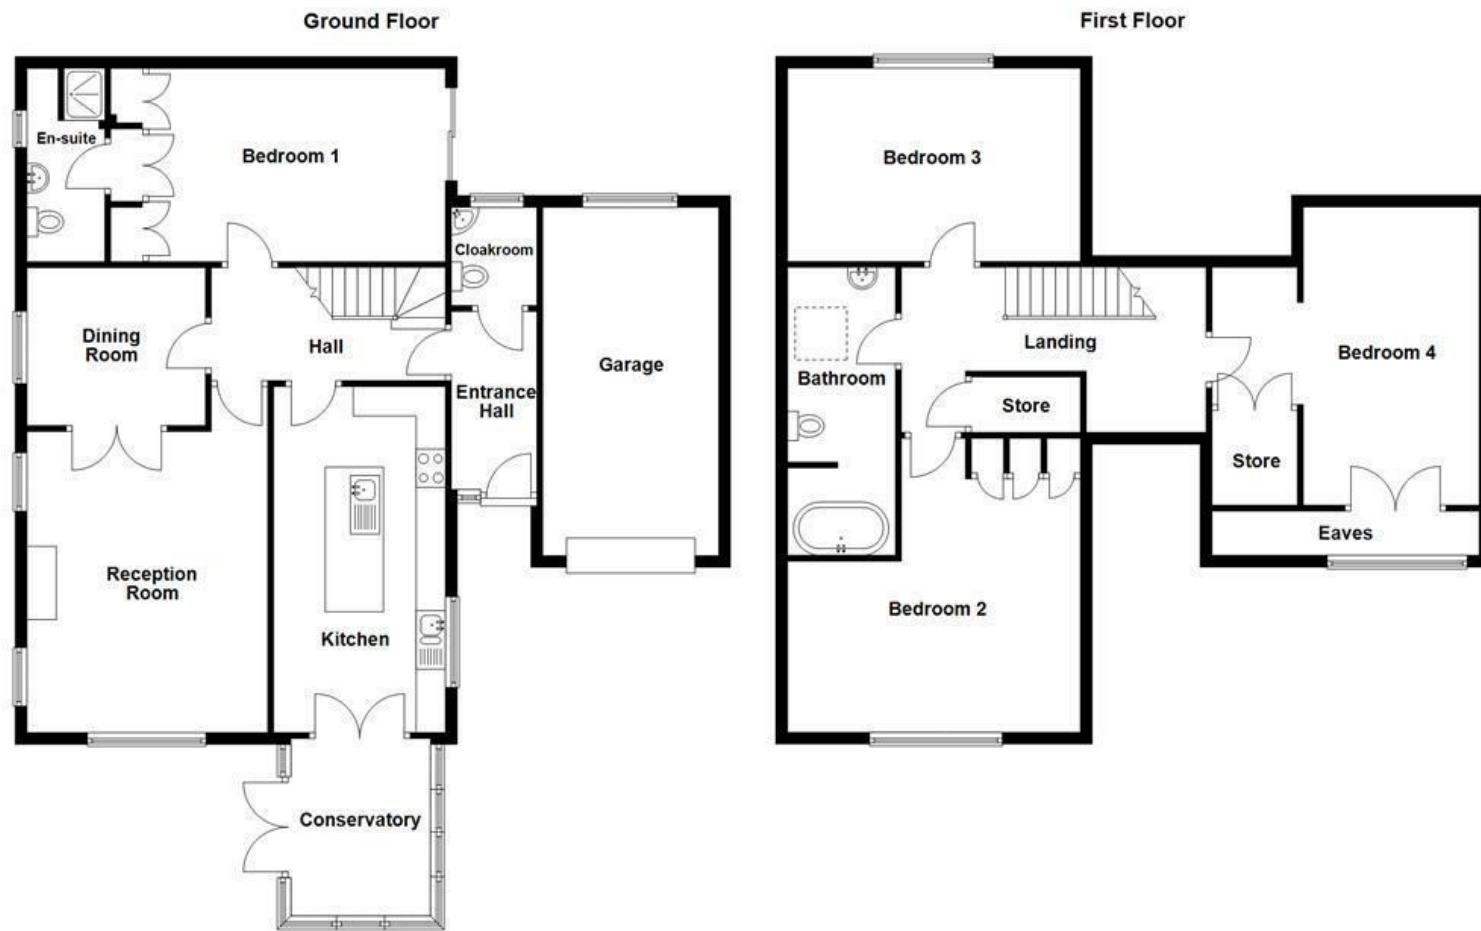 Ground Floor
En-suite
Bedroom 1
Cloakroom
Dining
Room
Hall
Entrance
Hall
Garage
Reception
Room
Kitchen
Conservatory
First Floor
Bedroom 3
Landing
Bathroom
Bedroom 4
Store
Store
Eaves
Bedroom 2